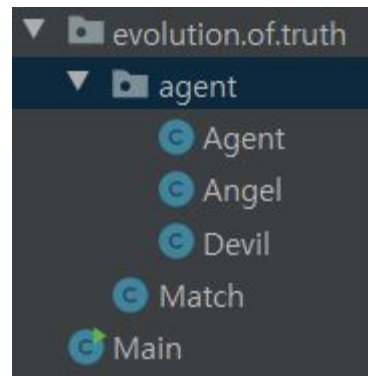 evolution.of.truth
agent
Agent
Angel
Devil
Match
Main